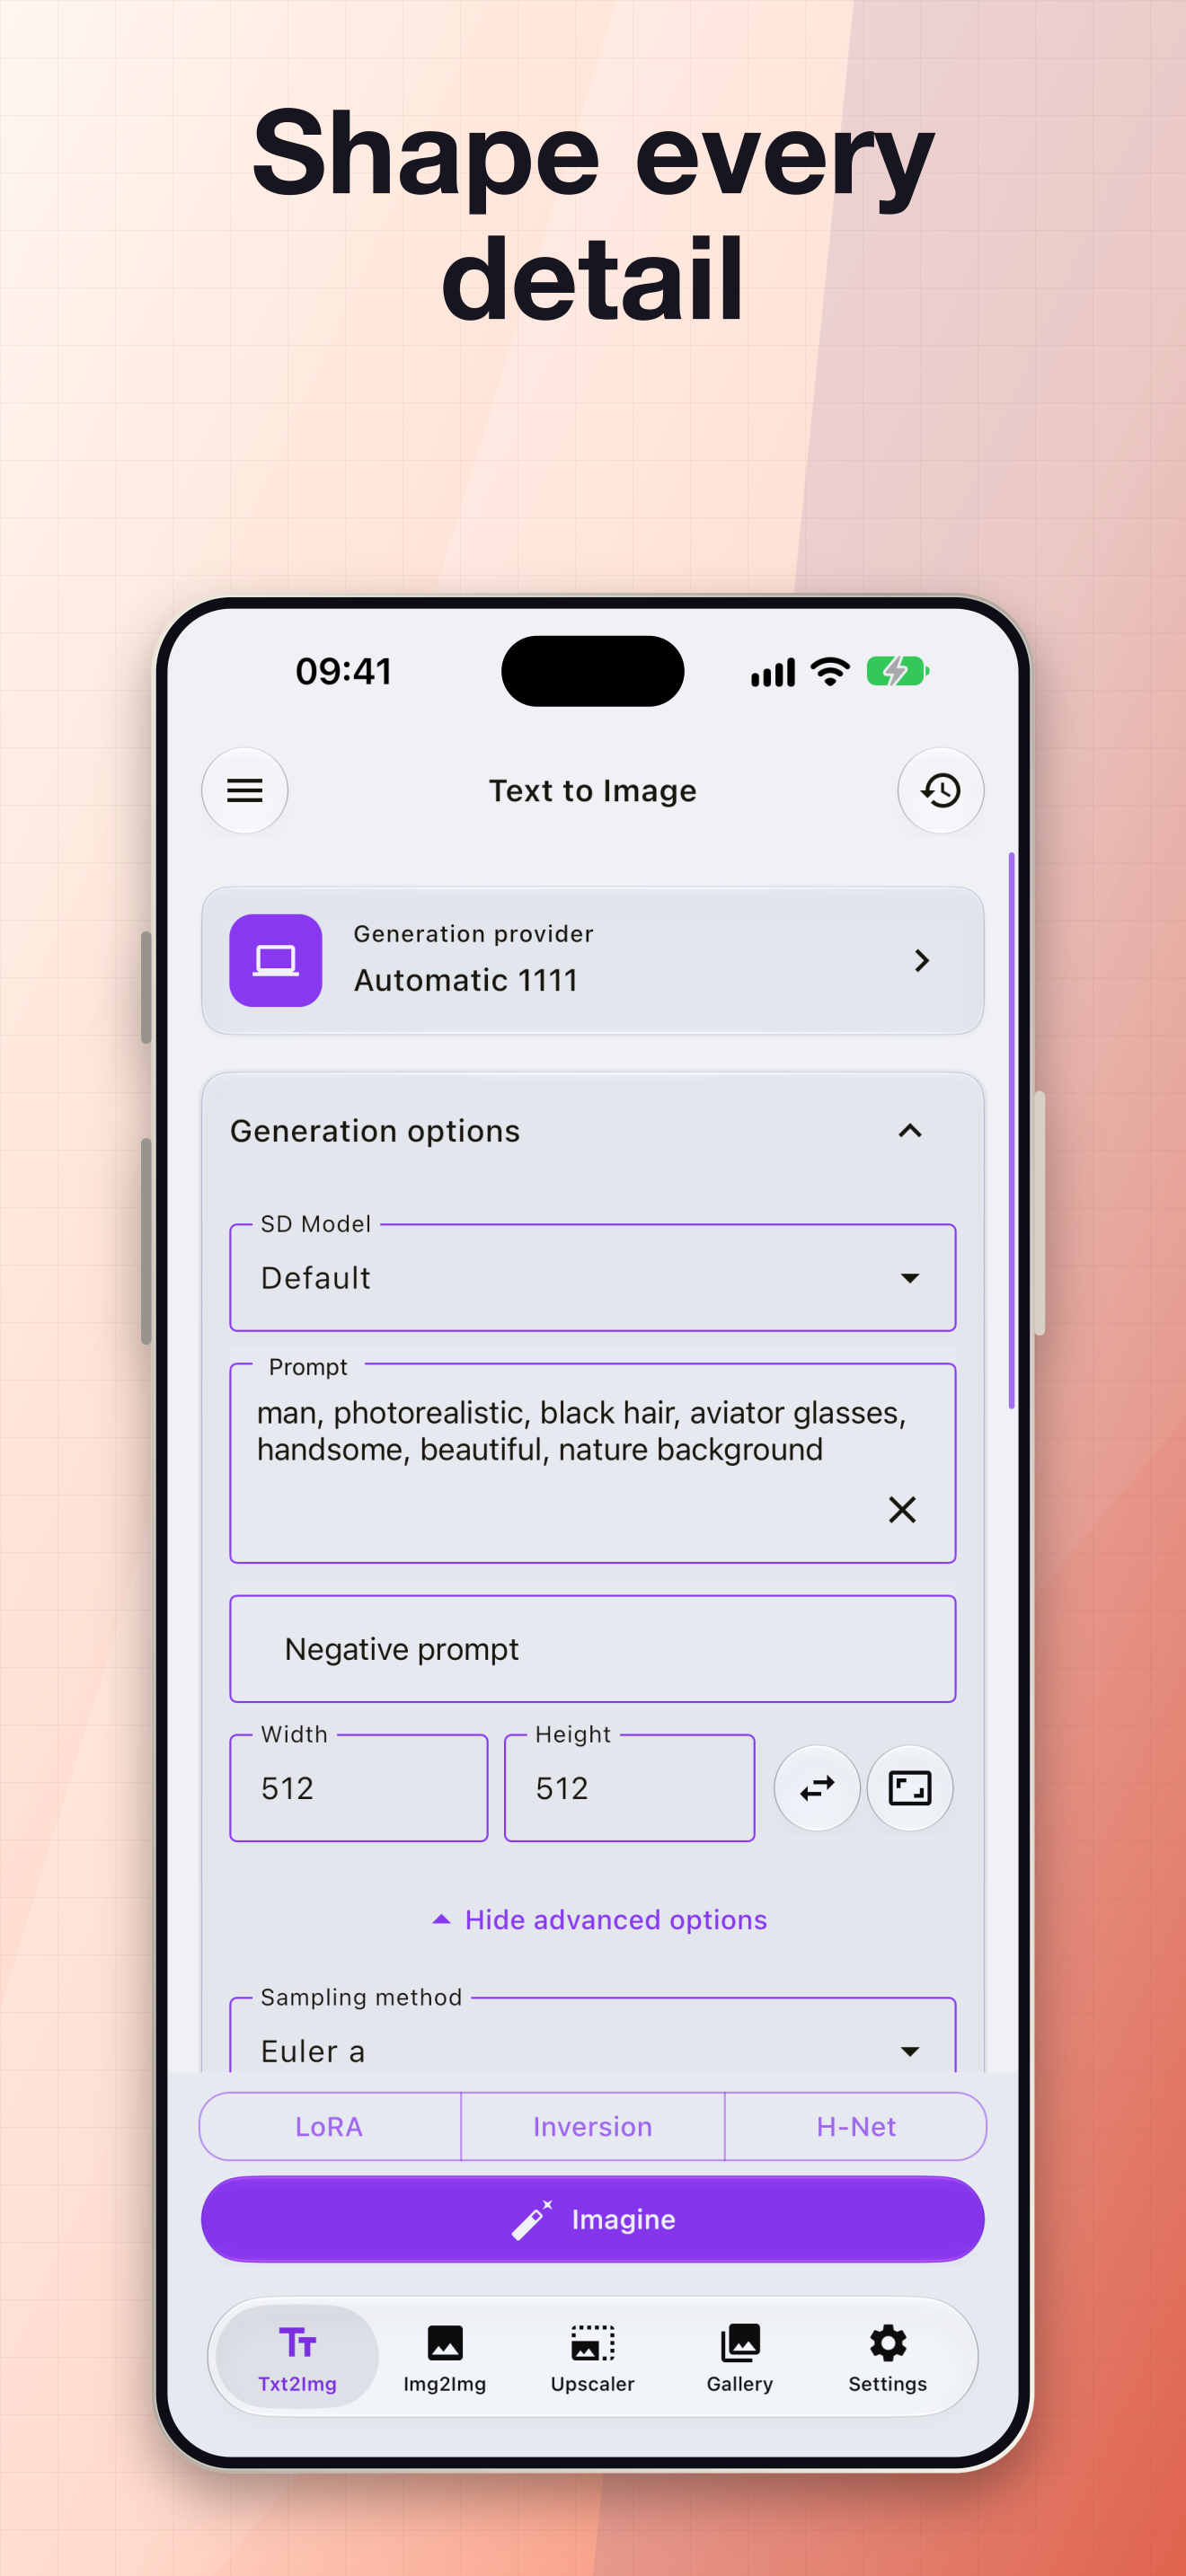 Shape every
detail
09:41
Text to Image
Generation provider
Automatic 1111
Generation options
SD Model
Default
Prompt
man, photorealistic, black hair, aviator glasses,
handsome, beautiful, nature background
Negative prompt
Width
Height
512
512
Hide advanced options
Sampling method
Euler a
LoRA
Inversion
H-Net
Imagine
Txt2Img
Img2Img
Upscaler
Gallery
Settings